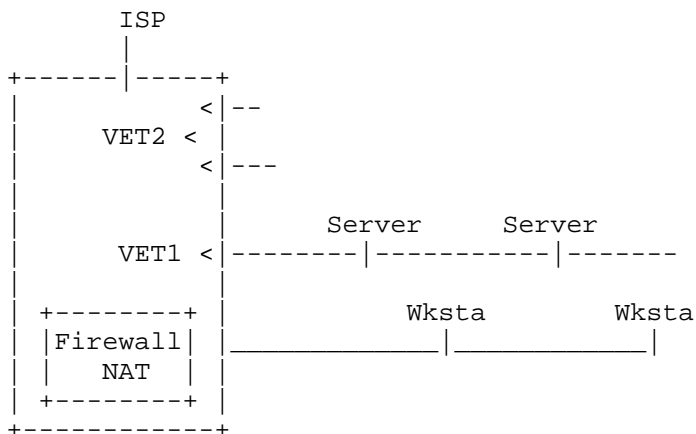 ISP
VET2
Server Server
VET1
Wksta Wksta
Firewall
NAT